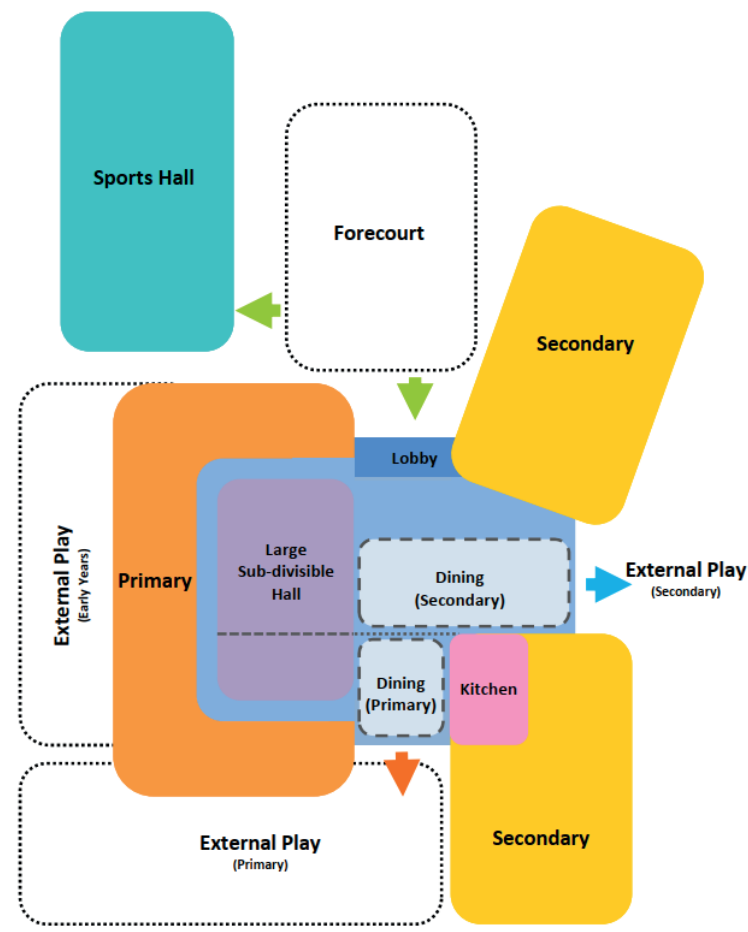 Sports Hall
Forecourt
Secondary
Lobby
External Play
(Early Years)
Primary
Large
Sub-divisible
Hall
Dining
(Secondary)
External Play
(Secondary)
Dining
(Primary)
Kitchen
External Play
(Primary)
Secondary